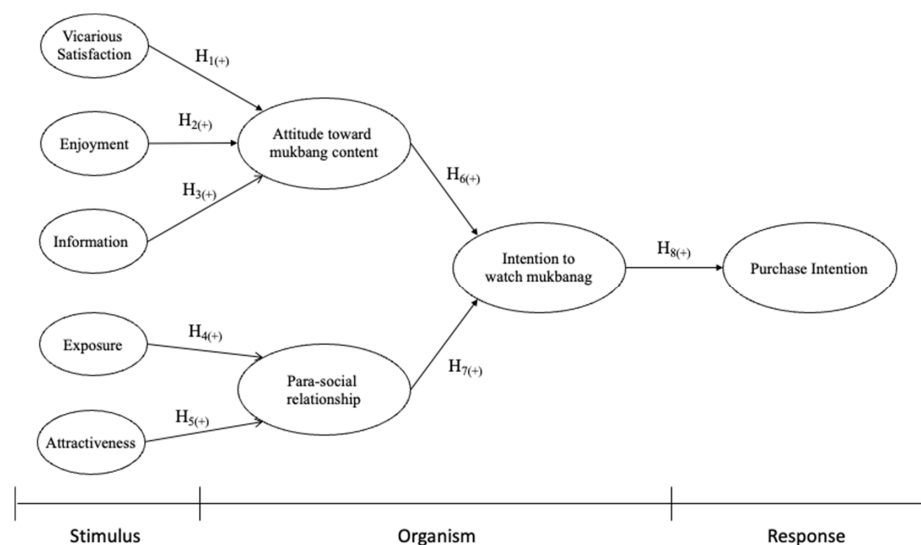 Vicarious
Satisfaction
H1(+)
Enjoyment
H2(+)
Attitude toward
mukbang content
H3(+)
Information
H6(+)
Intention to
watch mukbanag
H8(+)
Purchase Intention
Exposure
H4(+)
Para-social
relationship
H7(+)
H5(+)
Attractiveness
Stimulus
Organism
Response